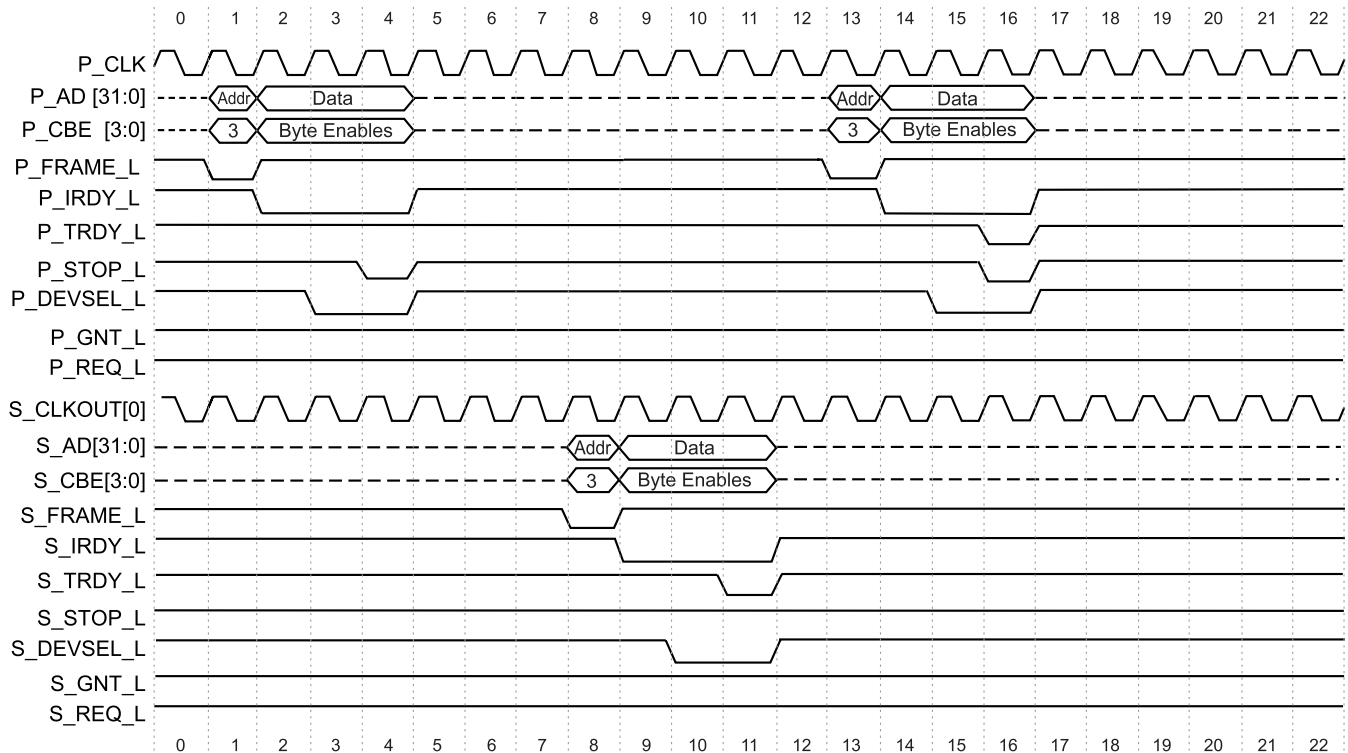 0 1 2 3 4 5 6 7 8 9 10 11 12 13 14 15 16 17 18 19 20 21 22
P_CLK
P_AD [31:0] Addr Data Addr Data
P_CBE [3:0] 3 Byte Enables 3 Byte Enables
P_FRAME_L
P_IRDY_L
P_TRDY_L
P_STOP_L
P_DEVSEL_L
P_GNT_L
P_REQ_L
S_CLKOUT[0]
S_AD[31:0] Addr Data
S_CBE[3:0] 3 Byte Enables
S_FRAME_L
S_IRDY_L
S_TRDY_L
S_STOP_L
S_DEVSEL_L
S_GNT_L
S_REQ_L
0 1 2 3 4 5 6 7 8 9 10 11 12 13 14 15 16 17 18 19 20 21 22